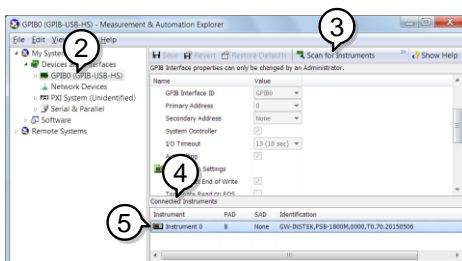 GPIB0 (GPIB-USB-HS) - Measurement & Automation Explorer
File Edit Help
3
My Sy
Save Revert Restore Defaults Scan for Instruments Show Help
2
Devices
GPIB Interface properties can only be changed by an Administrator.
GPIB0 (GPIB-USB-HS)
Name Value
Network Devices
GPIB Interface ID GPIB0
PXI System (Unidentified)
Primary Address 0
Serial & Parallel
Secondary Address None
Software
System Controller
Remote Systems
I/O Timeout 13 (10 sec)
Settings
4
End of Write
Read on EOS
Connected Instruments
Instrument PAD SAD Identification
5
Instrument 0 8 None GW-INSTEK,PSB-1800M,0000,T0.70.20150506